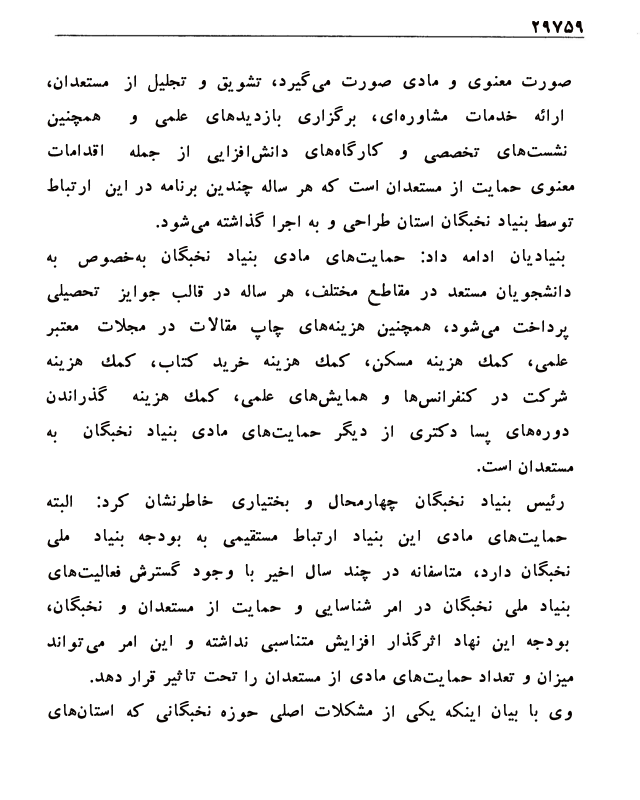 ۲۹۷۵۹
صورت معنوی و مادی صورت می‌گیرد، تشویق و تجلیل از مستعدان،
ارائه خدمات مشاوره‌ای، برگزاری بازدیدهای علمی و همچنین
نشست‌های تخصصی و کارگاه‌های دانش‌افزایی از جمله اقدامات
معنوی حمایت از مستعدان است که هر ساله چندین برنامه در این ارتباط
توسط بنیاد نخبگان استان طراحی و به اجرا گذاشته می‌شود.
بنیادیان ادامه داد: حمایت‌های مادی بنیاد نخبگان به‌خصوص به
دانشجویان مستعد در مقاطع مختلف، هر ساله در قالب جوایز تحصیلی
پرداخت می‌شود، همچنین هزینه‌های چاپ مقالات در مجلات معتبر
علمی، کمك هزینه مسکن، کمك هزینه خرید کتاب، کمك هزینه
شرکت در کنفرانس‌ها و همایش‌های علمی، کمك هزینه گذراندن
دوره‌های پسا دکتری از دیگر حمایت‌های مادی بنیاد نخبگان به
مستعدان است.
رئیس بنیاد نخبگان چهارمحال و بختیاری خاطرنشان کرد: البته
حمایت‌های مادی این بنیاد ارتباط مستقیمی به بودجه بنیاد ملی
نخبگان دارد، متاسفانه در چند سال اخیر با وجود گسترش فعالیت‌های
بنیاد ملی نخبگان در امر شناسایی و حمایت از مستعدان و نخبگان،
بودجه این نهاد اثرگذار افزایش متناسبی نداشته و این امر می‌تواند
میزان و تعداد حمایت‌های مادی از مستعدان را تحت تاثیر قرار دهد.
وی با بیان اینکه یکی از مشکلات اصلی حوزه نخبگانی که استان‌های